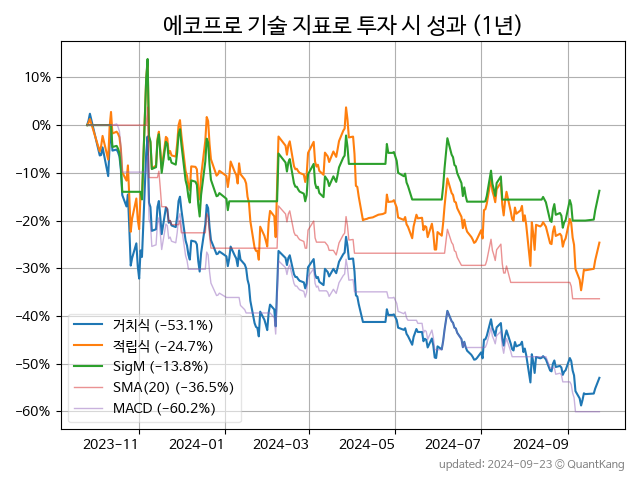 에코프로 기술 지표로 투자 시 성과 (1년)
10%
0%
−10%
−20%
−30%
−40%
−50%
−60%
거치식 (−53.1%)
적립식 (−24.7%)
SigM (−13.8%)
SMA(20) (−36.5%)
MACD (−60.2%)
2023−11
2024−01
2024−03
2024−05
2024−07
2024−09
updated: 2024−09−23 ⓒ QuantKang